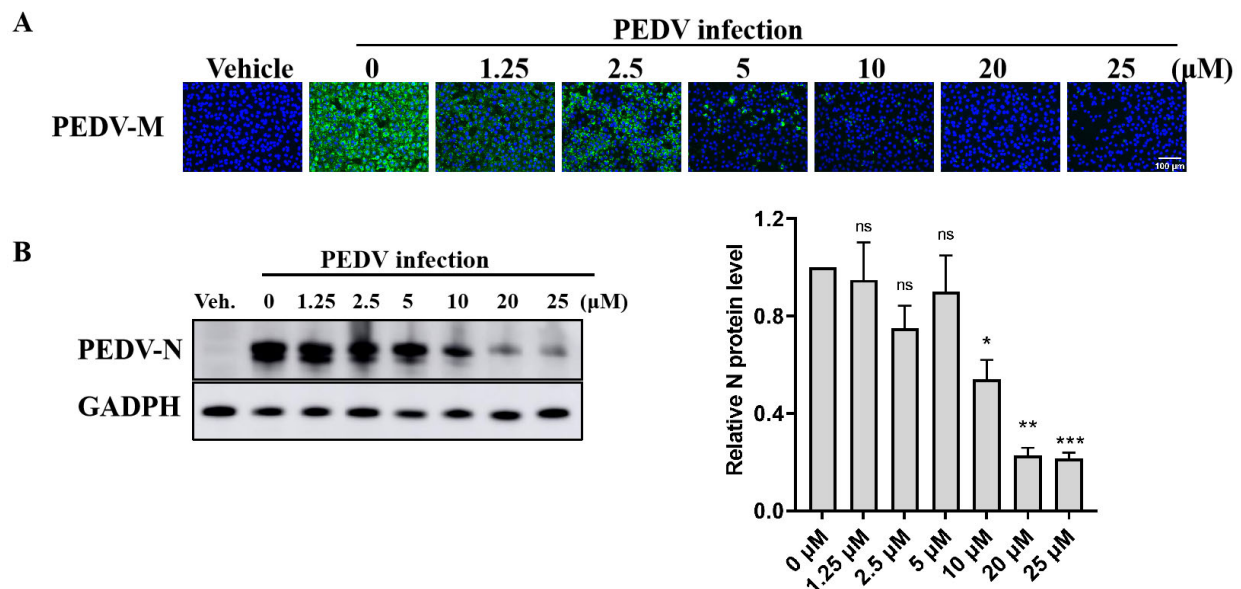 A
PEDV infection
Vehicle 0 1.25 2.5 5 10 20 25 (μM)
PEDV-M
100 μm
B
PEDV infection
Veh. 0 1.25 2.5 5 10 20 25 (μM)
PEDV-N
GADPH
Relative N protein level
1.2
0.8
0.4
0.0
ns
ns
ns
*
**
***
0 μM
1.25 μM
2.5 μM
5 μM
10 μM
20 μM
25 μM